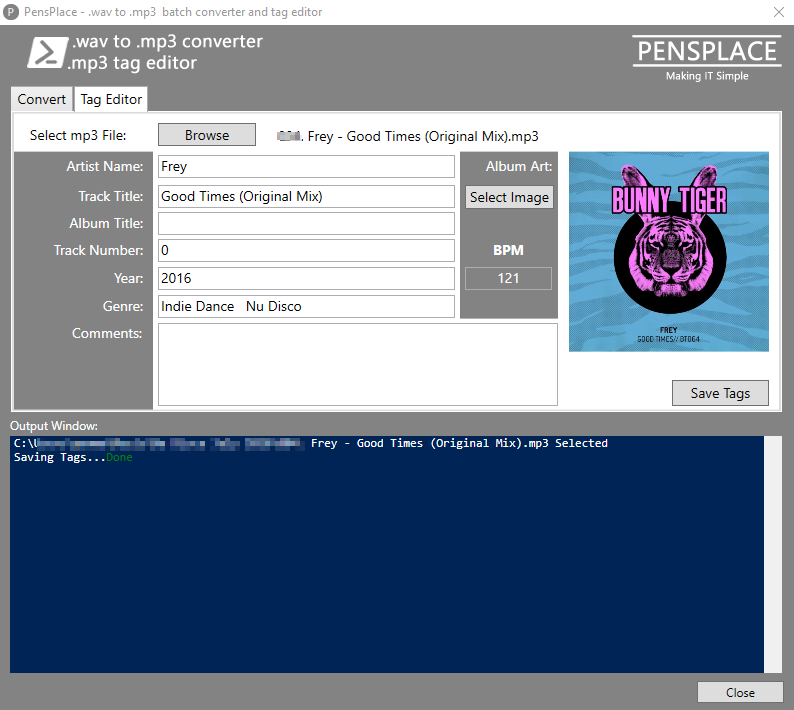 PensPlace - .wav to .mp3 batch converter and tag editor
.wav to .mp3 converter
.mp3 tag editor
PENSPLACE
Making IT Simple
Convert
Tag Editor
Select mp3 File:
Browse
. Frey - Good Times (Original Mix).mp3
Artist Name:
Frey
Album Art:
Track Title:
Good Times (Original Mix)
Select Image
Album Title:
Track Number:
0
BPM
Year:
2016
121
Genre:
Indie Dance   Nu Disco
Comments:
BUNNY TIGER
FREY
GOOD TIMES// BT064
Save Tags
Output Window:
C:\ Frey - Good Times (Original Mix).mp3 Selected
Saving Tags...Done
Close